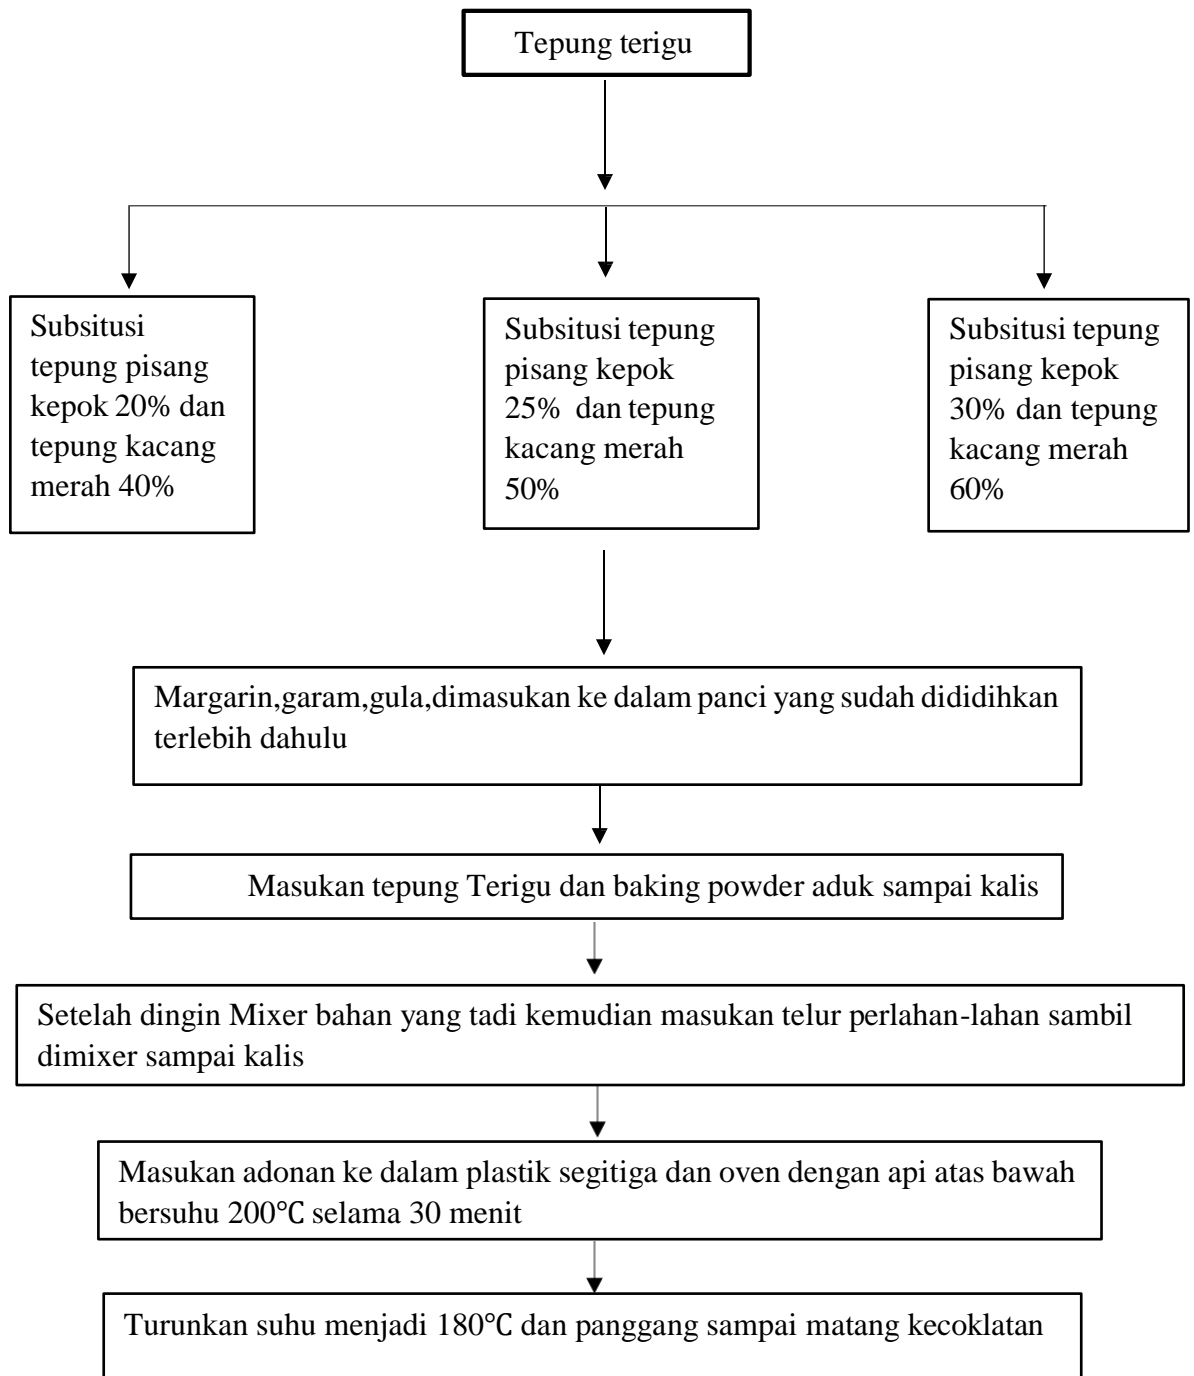 Tepung terigu
Subsitusi
tepung pisang
kepok 20% dan
tepung kacang
merah 40%
Subsitusi tepung
pisang kepok
25% dan tepung
kacang merah
50%
Subsitusi tepung
pisang kepok
30% dan tepung
kacang merah
60%
Margarin,garam,gula,dimasukan ke dalam panci yang sudah dididihkan
terlebih dahulu
Masukan tepung Terigu dan baking powder aduk sampai kalis
Setelah dingin Mixer bahan yang tadi kemudian masukan telur perlahan-lahan sambil
dimixer sampai kalis
Masukan adonan ke dalam plastik segitiga dan oven dengan api atas bawah
bersuhu 200℃ selama 30 menit
Turunkan suhu menjadi 180℃ dan panggang sampai matang kecoklatan